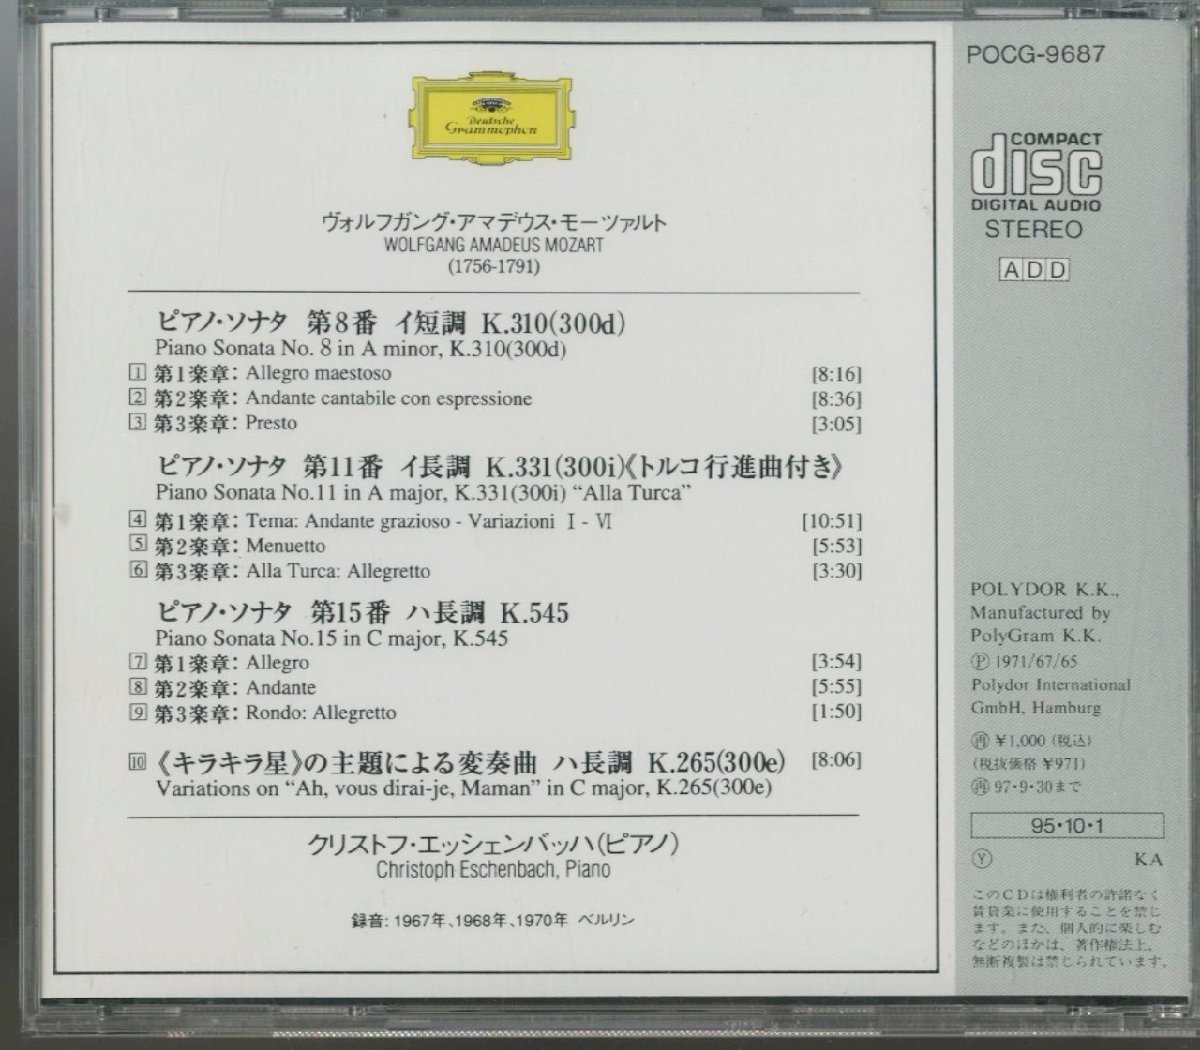 Deutsche
Grammophon
ヴォルフガング・アマデウス・モーツァルト
WOLFGANG AMADEUS MOZART
(1756-1791)
ピアノ・ソナタ 第8番 イ短調 K.310(300d)
Piano Sonata No. 8 in A minor, K.310(300d)
1 第1楽章: Allegro maestoso [8:16]
2 第2楽章: Andante cantabile con espressione [8:36]
3 第3楽章: Presto [3:05]
ピアノ・ソナタ 第11番 イ長調 K.331(300i)《トルコ行進曲付き》
Piano Sonata No.11 in A major, K.331(300i) “Alla Turca”
4 第1楽章: Tema: Andante grazioso - Variazioni Ⅰ - Ⅵ [10:51]
5 第2楽章: Menuetto [5:53]
6 第3楽章: Alla Turca: Allegretto [3:30]
ピアノ・ソナタ 第15番 ハ長調 K.545
Piano Sonata No.15 in C major, K.545
7 第1楽章: Allegro [3:54]
8 第2楽章: Andante [5:55]
9 第3楽章: Rondo: Allegretto [1:50]
10 《キラキラ星》の主題による変奏曲 ハ長調 K.265(300e) [8:06]
Variations on “Ah, vous dirai-je, Maman” in C major, K.265(300e)
クリストフ・エッシェンバッハ(ピアノ)
Christoph Eschenbach, Piano
録音: 1967年、1968年、1970年 ベルリン
POCG-9687
COMPACT
disc
DIGITAL AUDIO
STEREO
ADD
POLYDOR K.K.,
Manufactured by
PolyGram K.K.
Ⓟ 1971/67/65
Polydor International
GmbH, Hamburg
㋞ ¥1,000 (税込)
(税抜価格 ¥971)
97・9・30まで
95・10・1
Ⓨ KA
このCDは権利者の許諾なく
賃貸業に使用することを禁じ
ます。また、個人的に楽しむ
などのほかは、著作権法上、
無断複製は禁じられています。